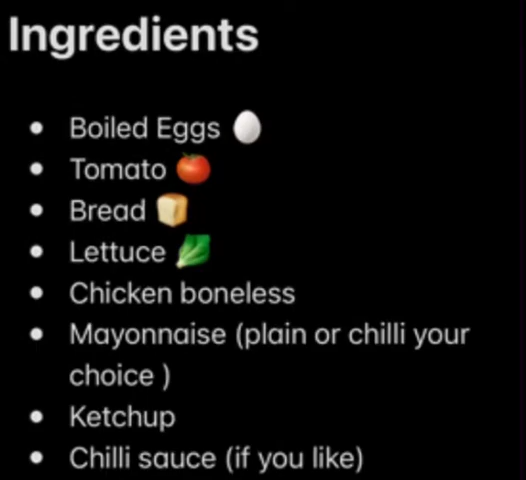 Ingredients
• Boiled Eggs 🥚
• Tomato 🍅
• Bread 🍞
• Lettuce 🥬
• Chicken boneless
• Mayonnaise (plain or chilli your
choice )
• Ketchup
• Chilli sauce (if you like)